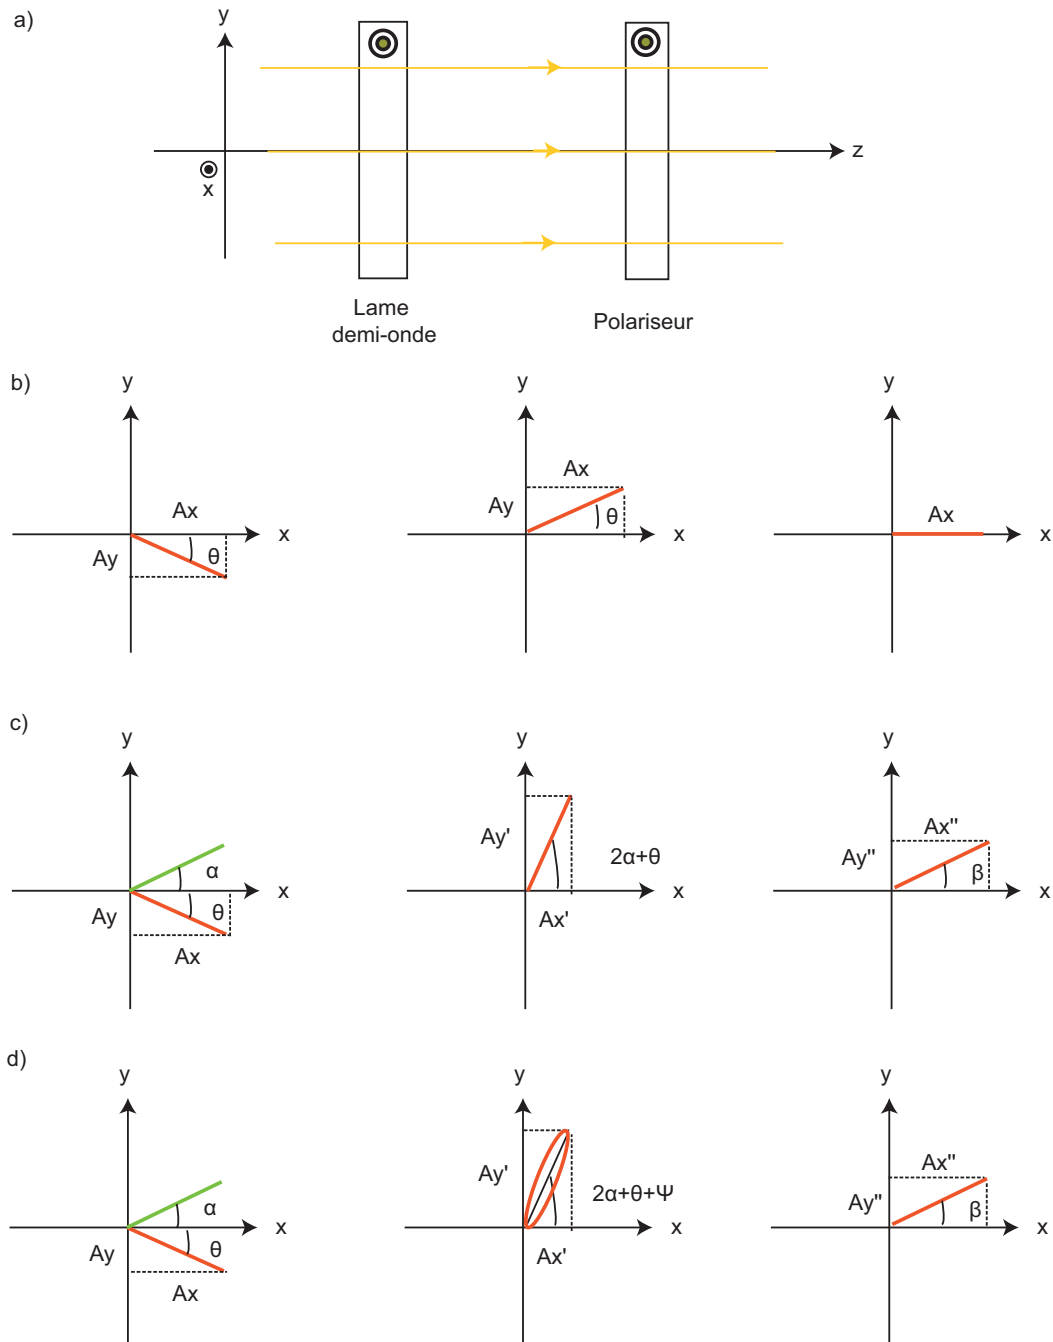 a)
y
x
z
Lame
demi-onde
Polariseur
b)
y
Ax
x
Ay
θ
y
Ax
Ay
θ
x
y
Ax
x
c)
y
α
x
Ay
θ
Ax
y
Ay'
2α+θ
x
Ax'
y
Ax''
Ay''
β
x
d)
y
α
x
Ay
θ
Ax
y
Ay'
2α+θ+Ψ
x
Ax'
y
Ax''
Ay''
β
x